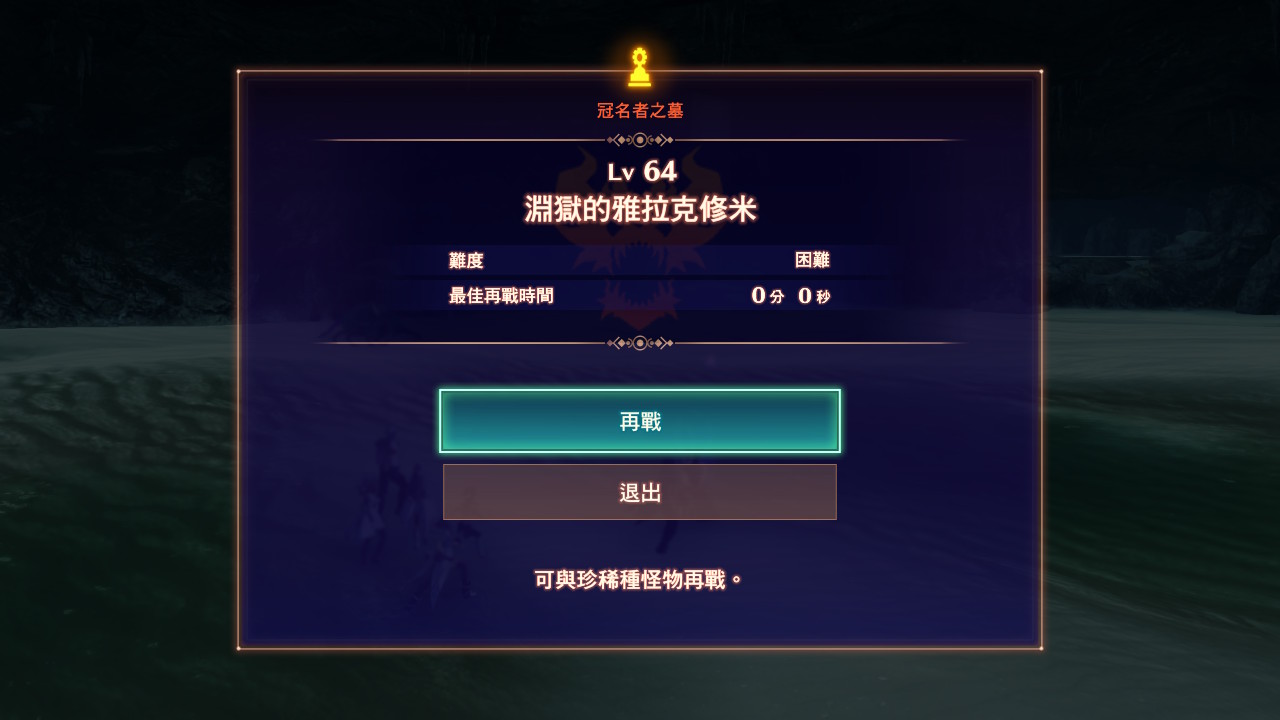 冠名者之墓
Lv 64
淵獄的雅拉克修米
難度 困難
最佳再戰時間 0分 0秒
再戰
退出
可與珍稀種怪物再戰。